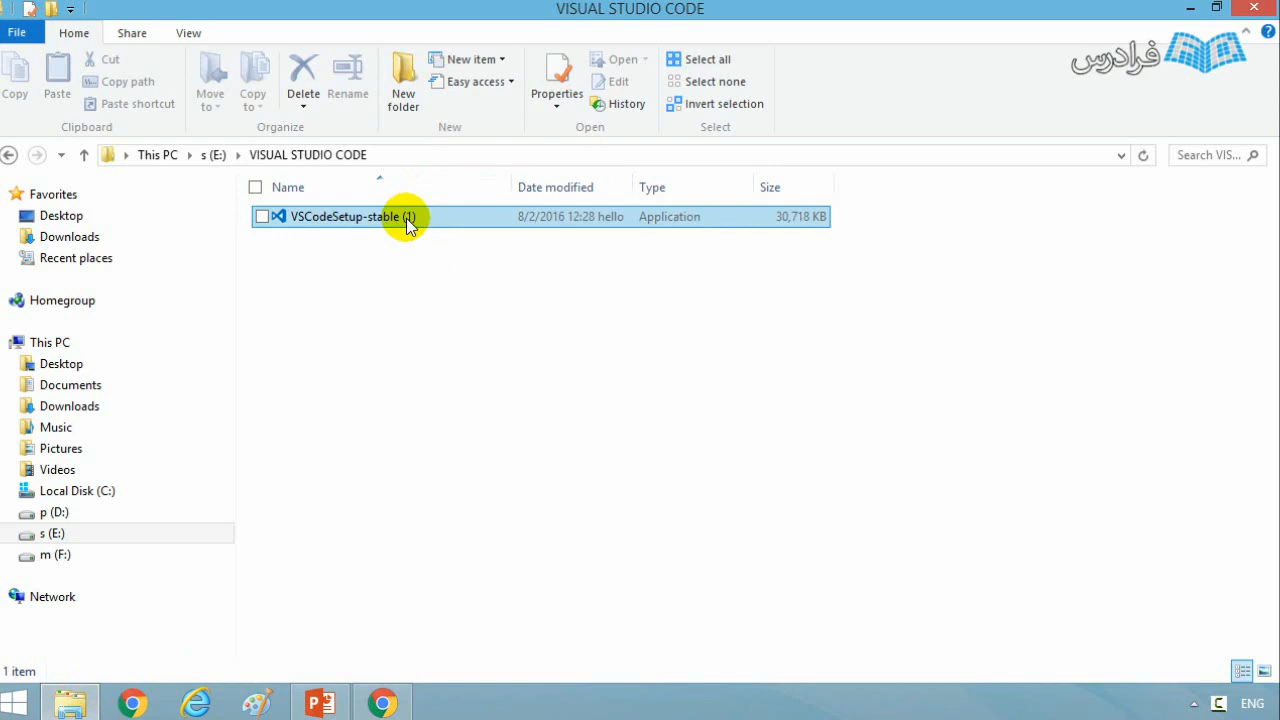 VISUAL STUDIO CODE
File Home Share View
Copy
Paste
Cut
Copy path
Paste shortcut
Clipboard
Move to
Copy to
Delete
Rename
Organize
New folder
New item
Easy access
New
Properties
Open
Edit
History
Open
Select all
Select none
Invert selection
Select
فرادرس
This PC s (E:) VISUAL STUDIO CODE
Search VIS...
Name Date modified Type Size
VSCodeSetup-stable (1) 8/2/2016 12:28 hello Application 30,718 KB
Favorites
Desktop
Downloads
Recent places
Homegroup
This PC
Desktop
Documents
Downloads
Music
Pictures
Videos
Local Disk (C:)
p (D:)
s (E:)
m (F:)
Network
1 item
ENG